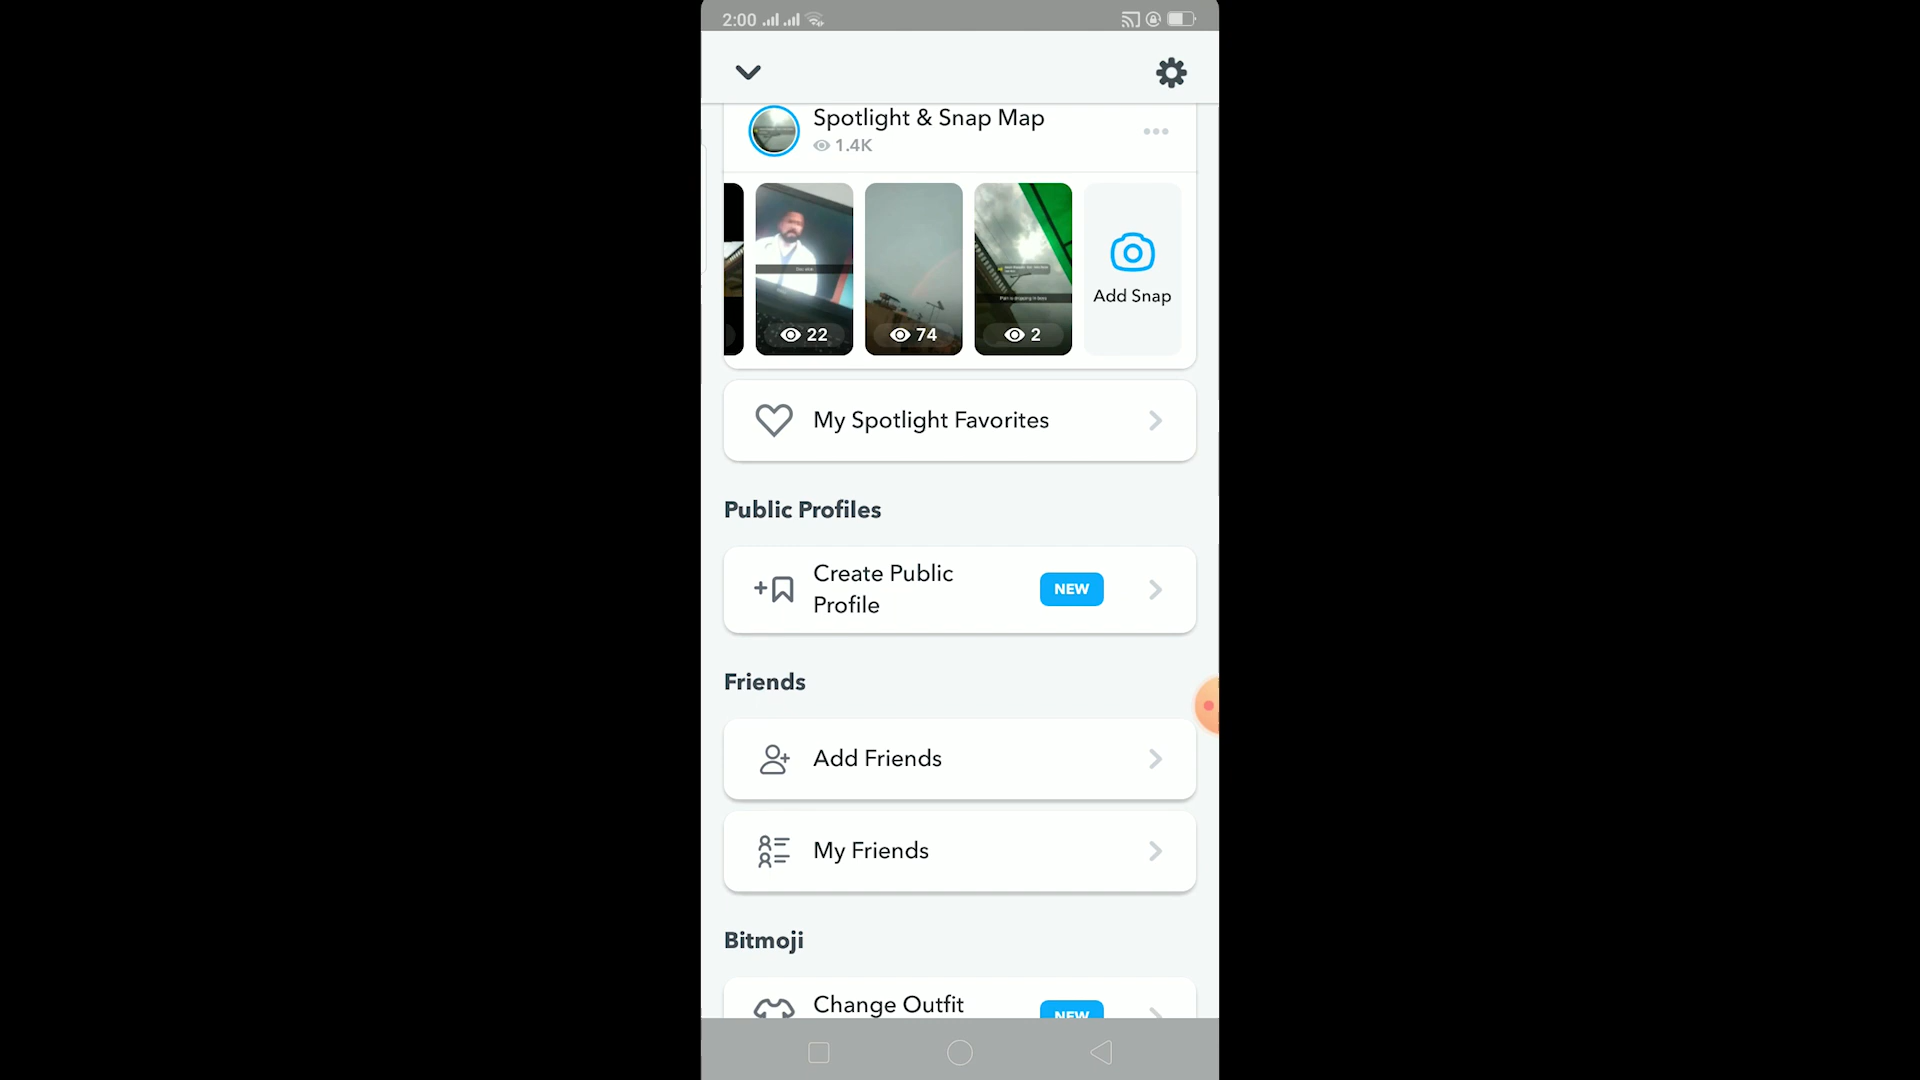 2:00
Spotlight & Snap Map
1.4K
22
74
2
Add Snap
My Spotlight Favorites
Public Profiles
Create Public
Profile
NEW
Friends
Add Friends
My Friends
Bitmoji
Change Outfit
NEW